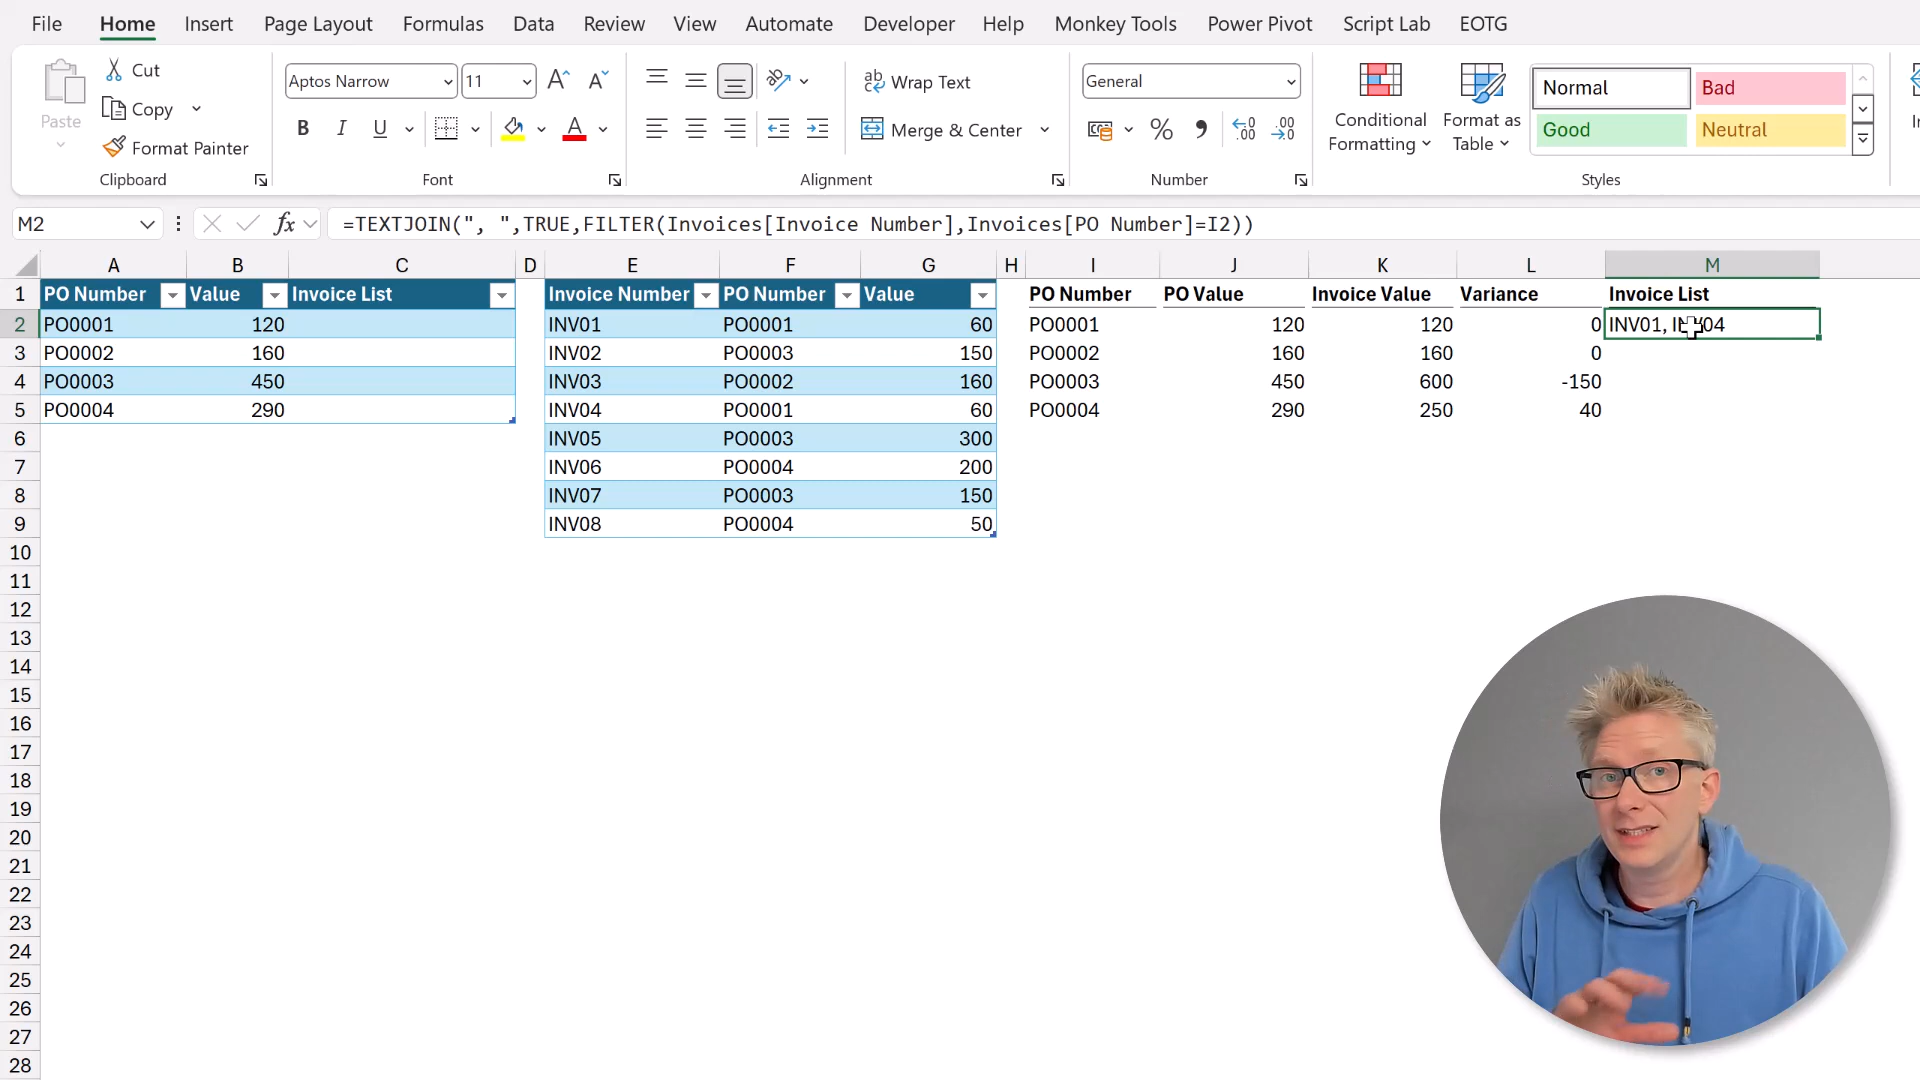 File Home Insert Page Layout Formulas Data Review View Automate Developer Help Monkey Tools Power Pivot Script Lab EOTG
Paste
Cut
Copy
Format Painter
Clipboard
Aptos Narrow 11 A A
B I U A
Font
Wrap Text
Merge & Center
Alignment
General
% 9 .00
Number
Conditional
Formatting
Format as
Table
Normal Bad
Good Neutral
Styles
M2 fx =TEXTJOIN(", ",TRUE,FILTER(Invoices[Invoice Number],Invoices[PO Number]=I2))
A B C D E F G H I J K L M
1 PO Number Value Invoice List Invoice Number PO Number Value PO Number PO Value Invoice Value Variance Invoice List
2 PO0001 120 INV01 PO0001 60 PO0001 120 120 0 INV01, INV04
3 PO0002 160 INV02 PO0003 150 PO0002 160 160 0
4 PO0003 450 INV03 PO0002 160 PO0003 450 600 -150
5 PO0004 290 INV04 PO0001 60 PO0004 290 250 40
6 INV05 PO0003 300
7 INV06 PO0004 200
8 INV07 PO0003 150
9 INV08 PO0004 50
10
11
12
13
14
15
16
17
18
19
20
21
22
23
24
25
26
27
28